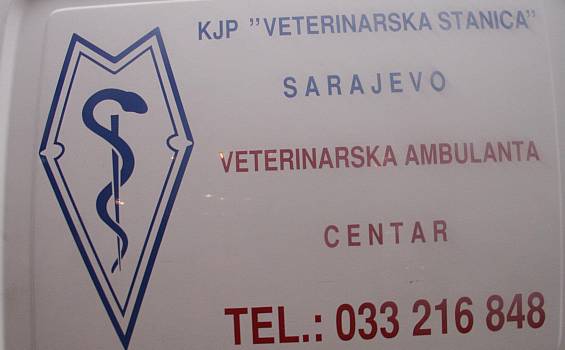 KJP "VETERINARSKA STANICA"
SARAJEVO
VETERINARSKA AMBULANTA
CENTAR
TEL.: 033 216 848